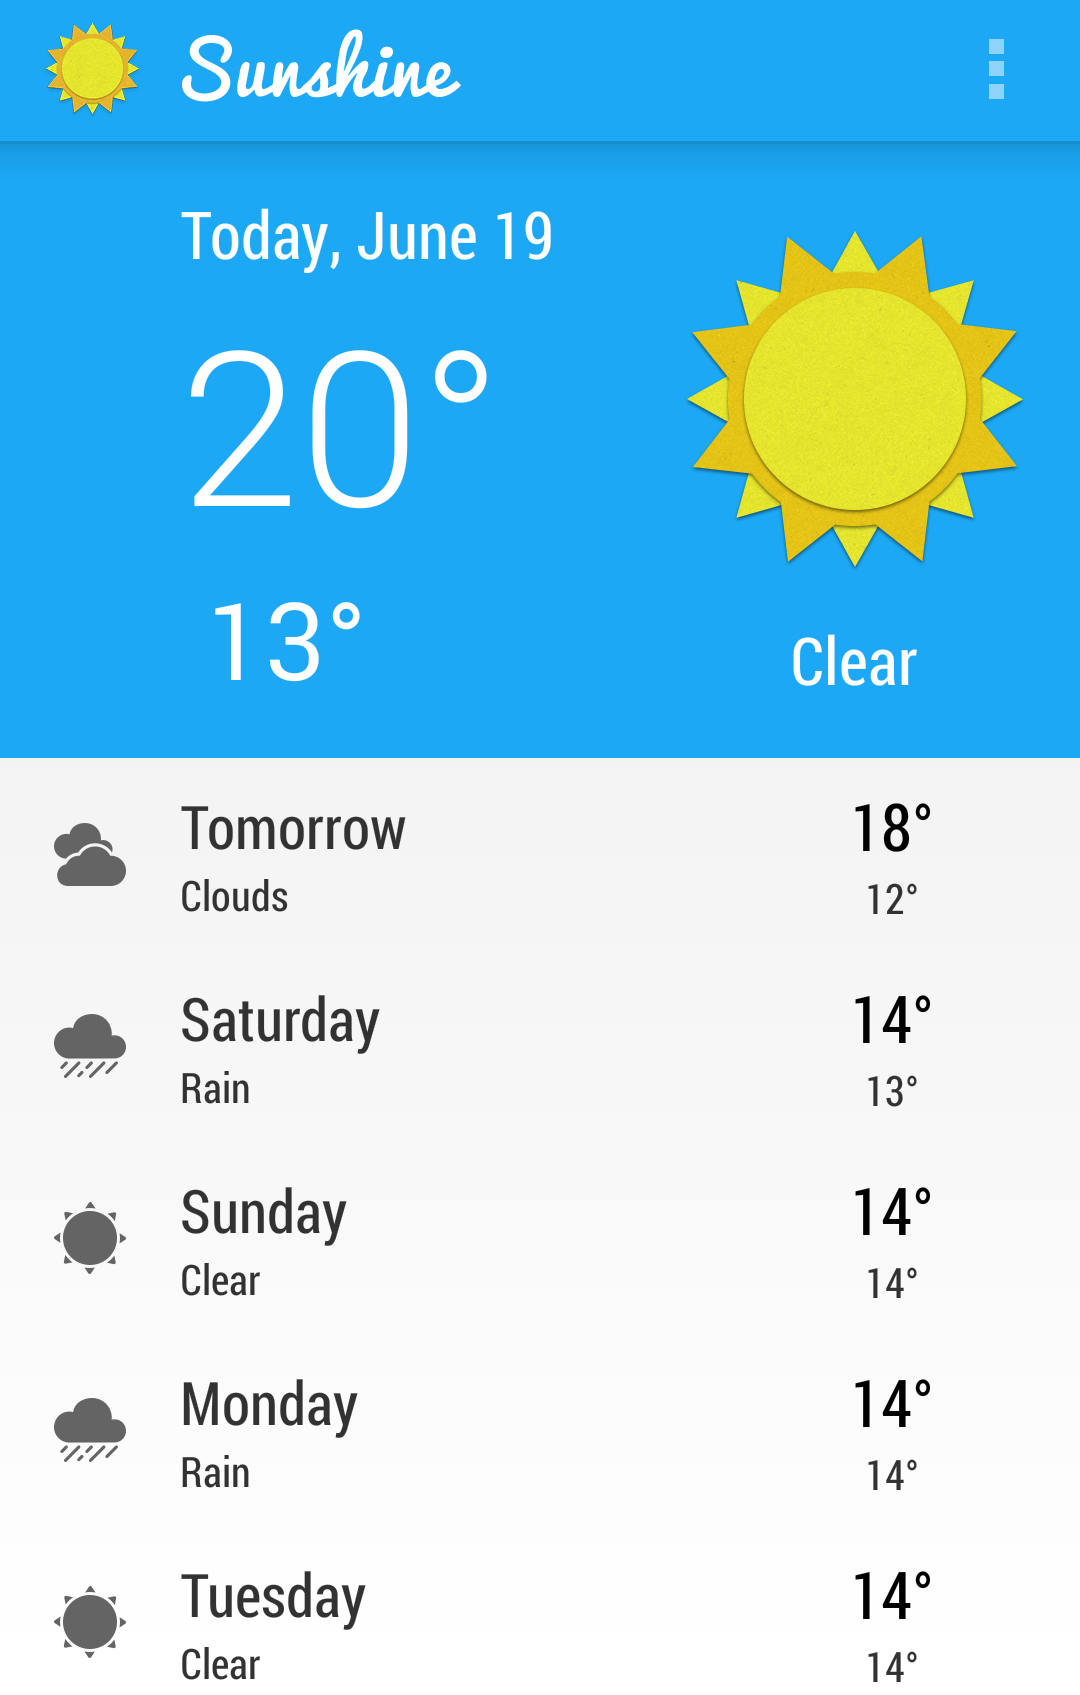 Sunshine
Today, June 19
20°
13°
Clear
Tomorrow 18°
Clouds 12°
Saturday 14°
Rain 13°
Sunday 14°
Clear 14°
Monday 14°
Rain 14°
Tuesday 14°
Clear 14°